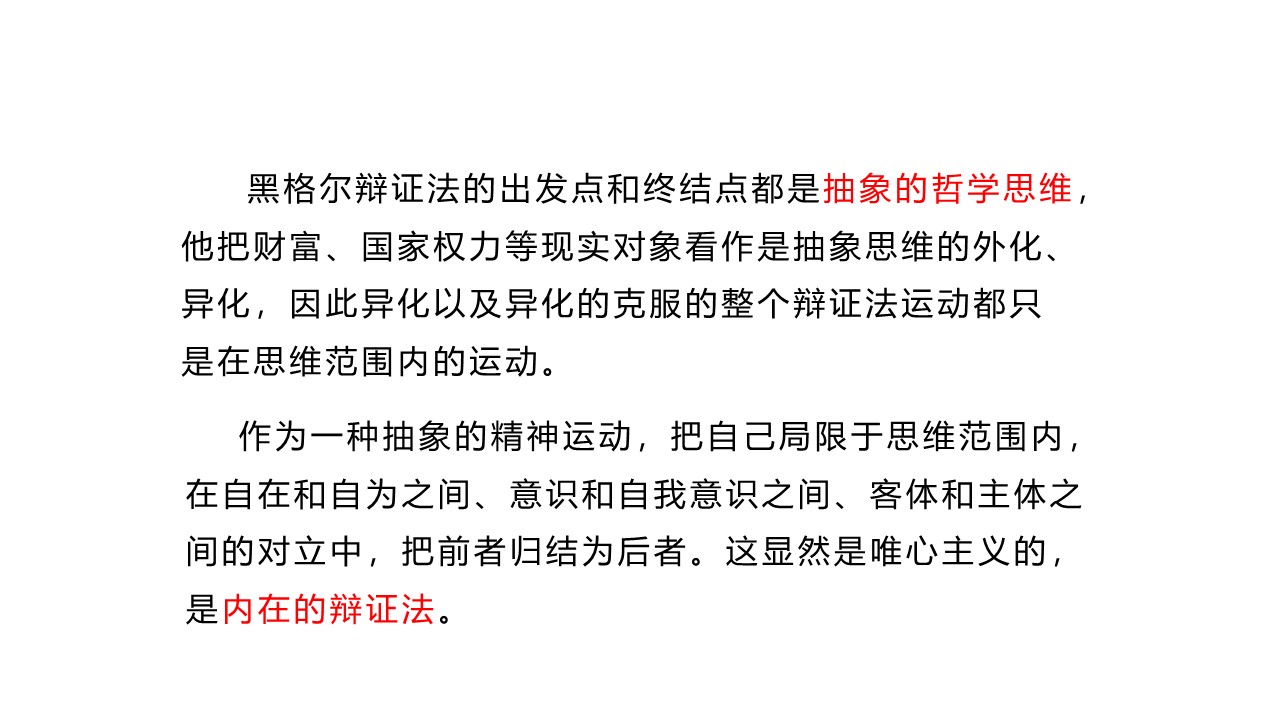 黑格尔辩证法的出发点和终结点都是抽象的哲学思维，
他把财富、国家权力等现实对象看作是抽象思维的外化、
异化，因此异化以及异化的克服的整个辩证法运动都只
是在思维范围内的运动。
作为一种抽象的精神运动，把自己局限于思维范围内，
在自在和自为之间、意识和自我意识之间、客体和主体之
间的对立中，把前者归结为后者。这显然是唯心主义的，
是内在的辩证法。